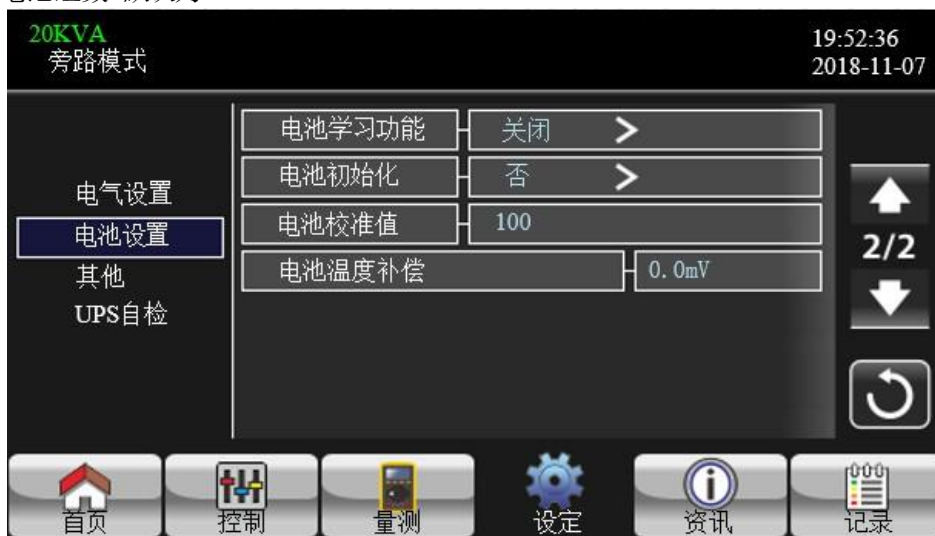 20KVA
旁路模式
19:52:36
2018-11-07
电气设置
电池设置
其他
UPS自检
电池学习功能 关闭 >
电池初始化 否 >
电池校准值 100
电池温度补偿 0.0mV
2/2
首页 控制 量测 设定 资讯 记录